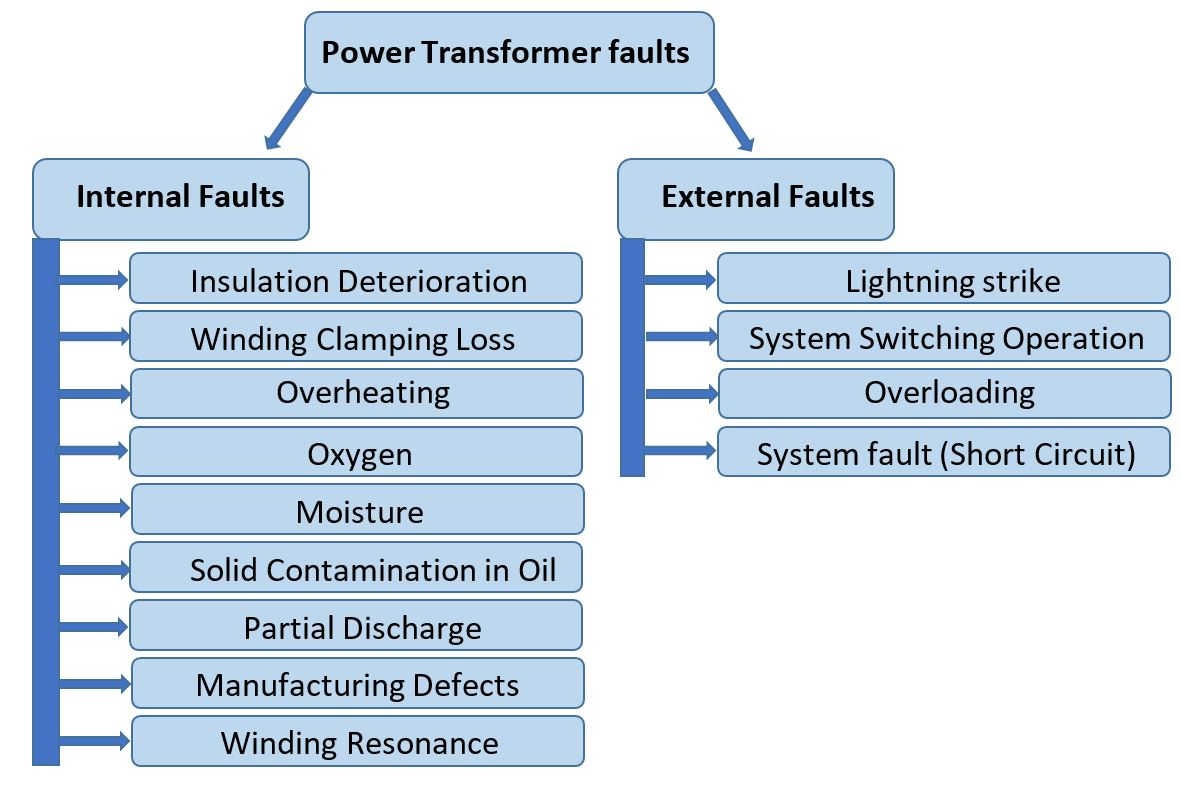 Power Transformer faults
Internal Faults
Insulation Deterioration
Winding Clamping Loss
Overheating
Oxygen
Moisture
Solid Contamination in Oil
Partial Discharge
Manufacturing Defects
Winding Resonance
External Faults
Lightning strike
System Switching Operation
Overloading
System fault (Short Circuit)